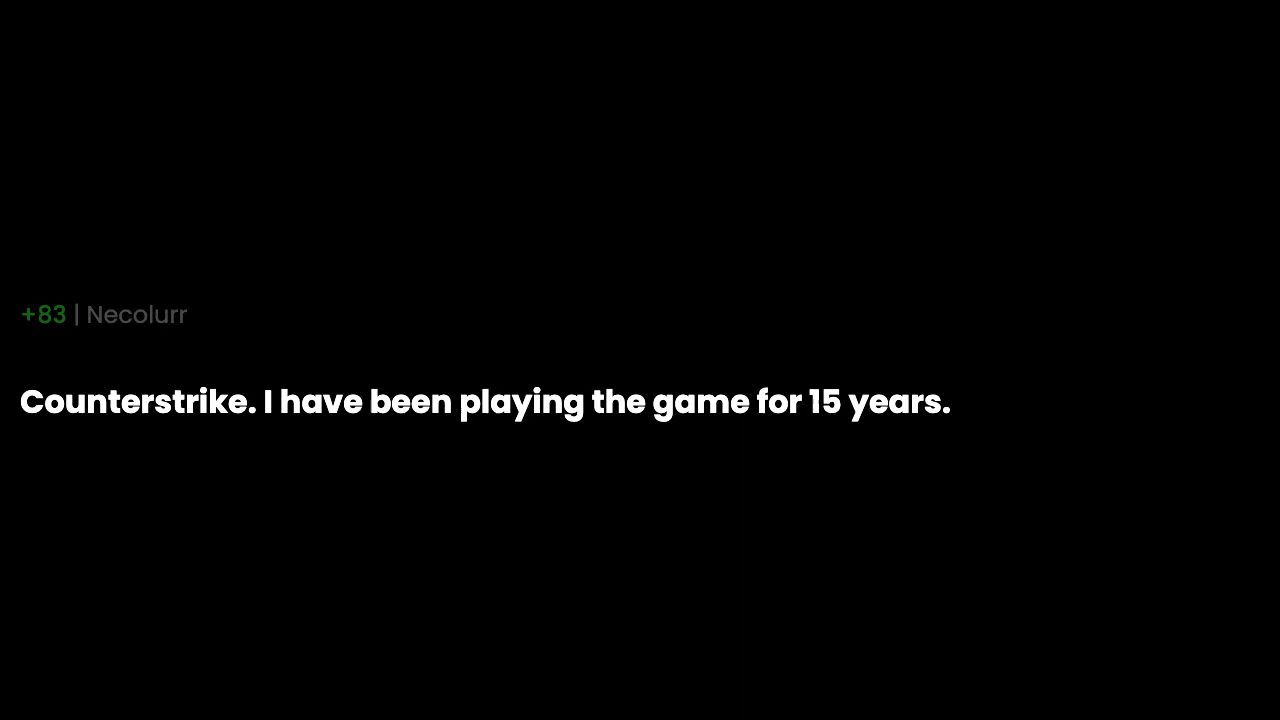 +83 | Necolurr
Counterstrike. I have been playing the game for 15 years.